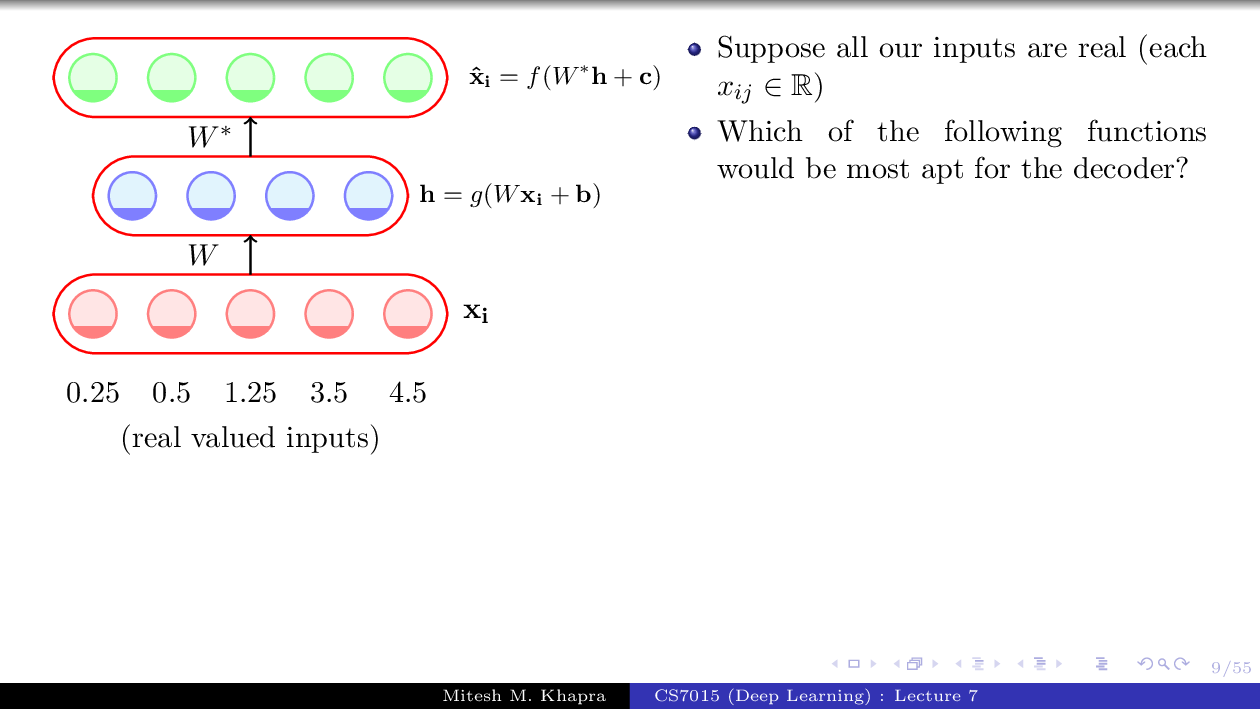 x̂ᵢ = f(W*h + c)
W*
h = g(Wxᵢ + b)
W
xᵢ
0.25 0.5 1.25 3.5 4.5
(real valued inputs)
• Suppose all our inputs are real (each
xᵢⱼ ∈ ℝ)
• Which of the following functions
would be most apt for the decoder?
9/55
Mitesh M. Khapra
CS7015 (Deep Learning) : Lecture 7